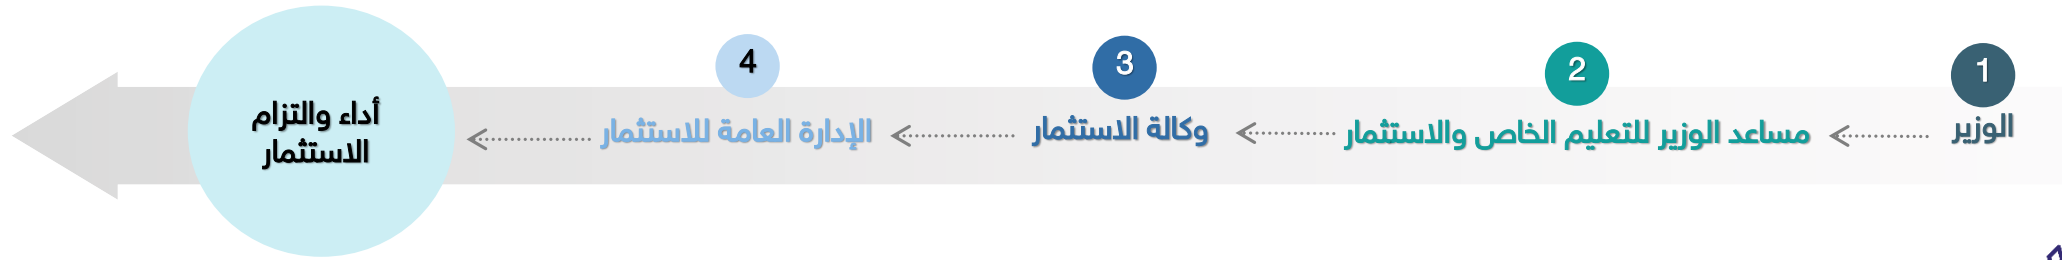 1
الوزير
2
مساعد الوزير للتعليم الخاص والاستثمار
3
وكالة الاستثمار
4
الإدارة العامة للاستثمار
أداء والتزام
الاستثمار